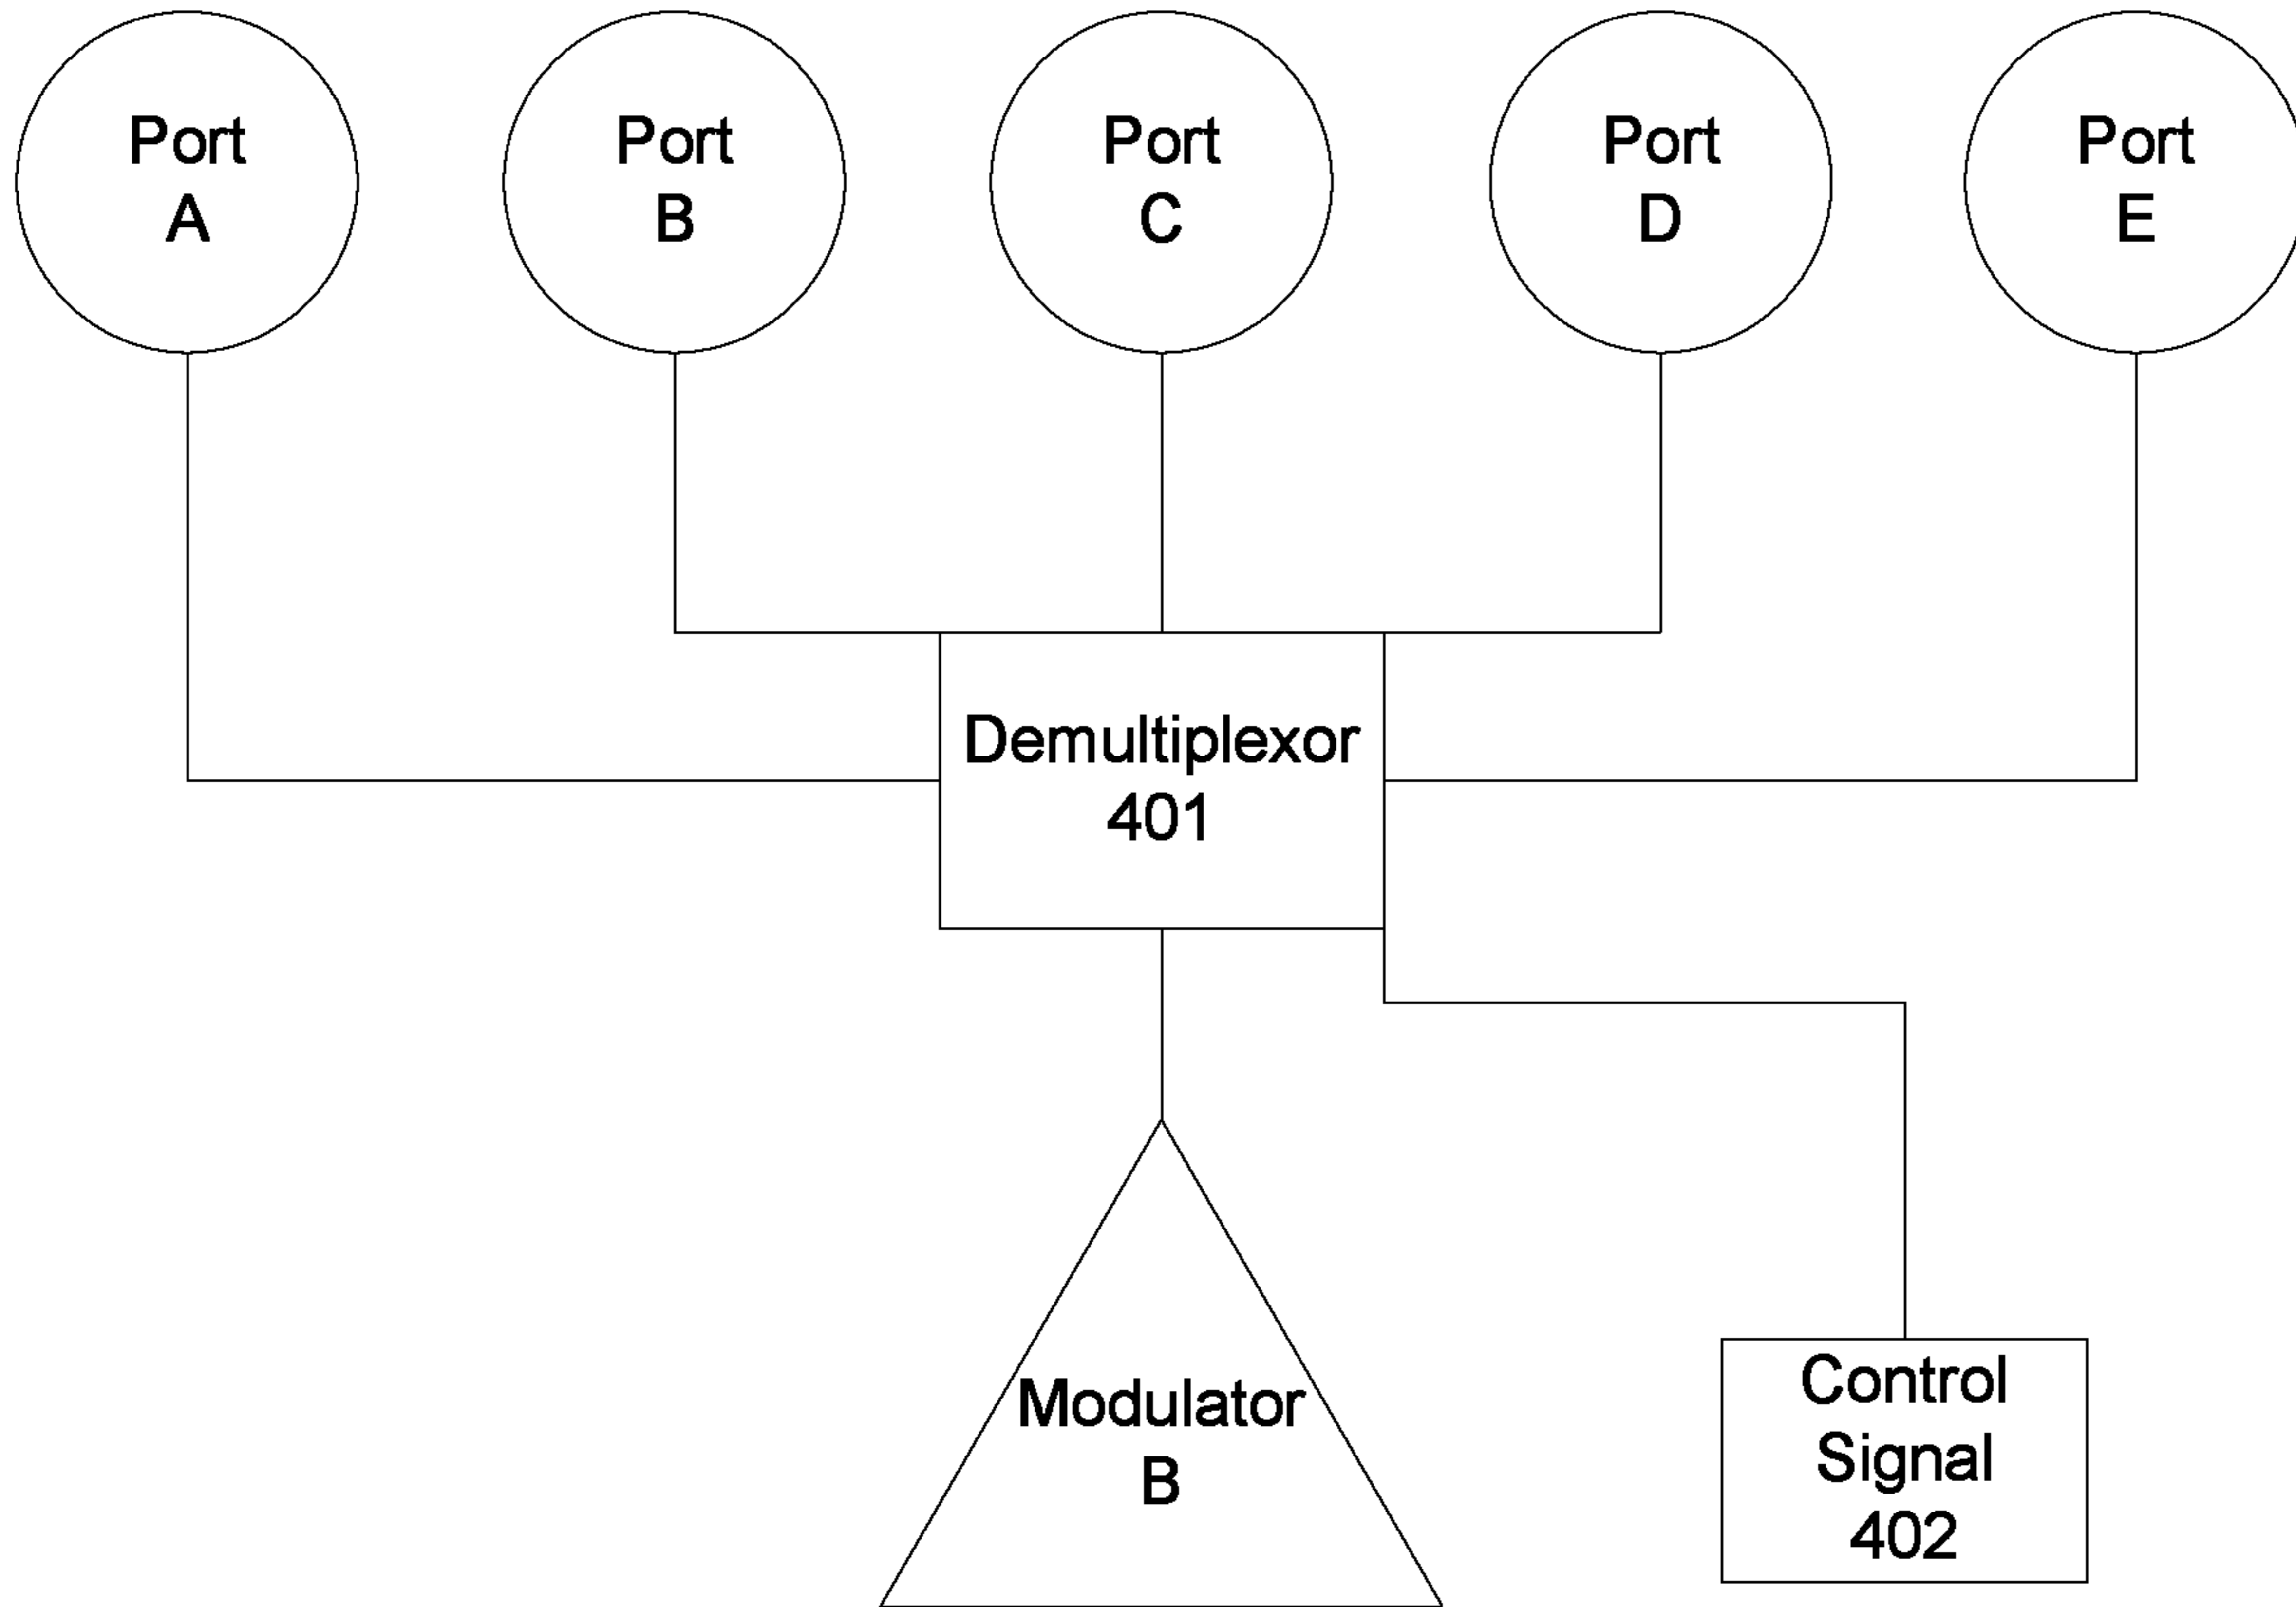 Port
A
Port
B
Port
C
Port
D
Port
E
Demultiplexor
401
Modulator
B
Control
Signal
402